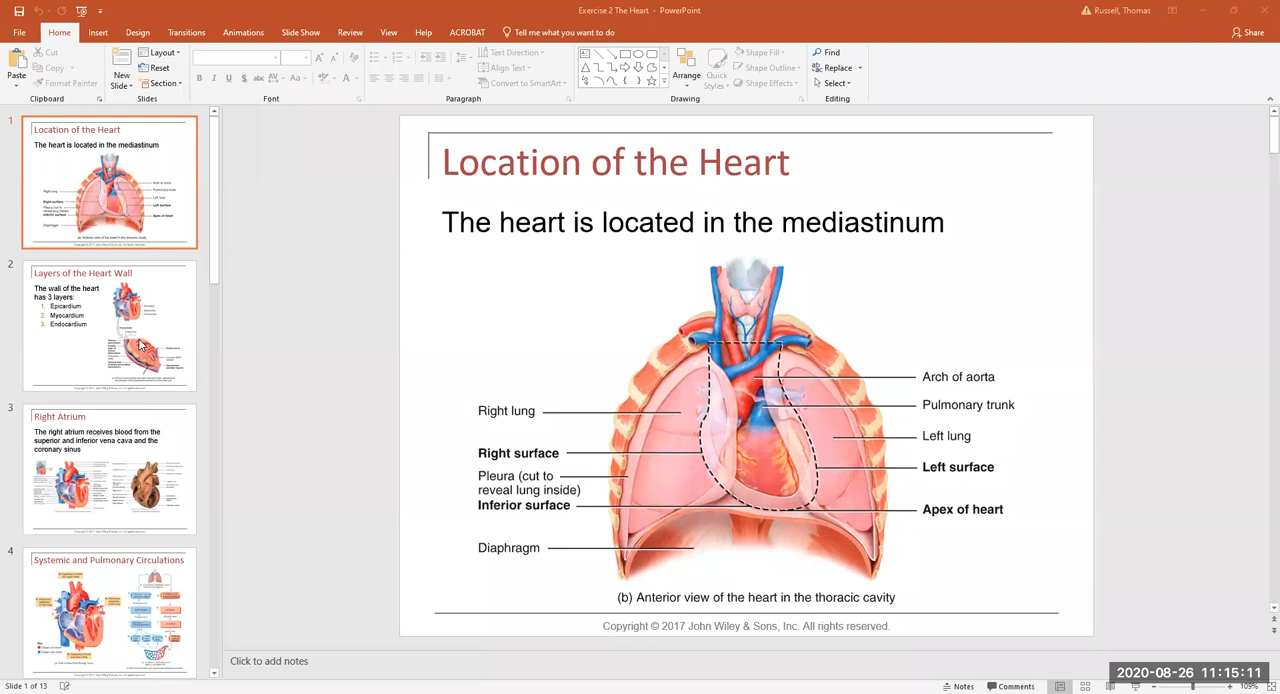 Exercise 2 The Heart - PowerPoint
Russell, Thomas
File Home Insert Design Transitions Animations Slide Show Review View Help ACROBAT Tell me what you want to do
Share
Paste
Cut
Copy
Format Painter
Clipboard
New
Slide
Layout
Reset
Section
Slides
Font
Text Direction
Align Text
Convert to SmartArt
Paragraph
Arrange
Quick
Styles
Shape Fill
Shape Outline
Shape Effects
Drawing
Find
Replace
Select
Editing
1
Location of the Heart
The heart is located in the mediastinum
2
Layers of the Heart Wall
The wall of the heart
has 3 layers:
1. Epicardium
2. Myocardium
3. Endocardium
3
Right Atrium
The right atrium receives blood from the
superior and inferior vena cava and the
coronary sinus
4
Systemic and Pulmonary Circulations
Location of the Heart
The heart is located in the mediastinum
Right lung
Right surface
Pleura (cut to
reveal lung inside)
Inferior surface
Diaphragm
Arch of aorta
Pulmonary trunk
Left lung
Left surface
Apex of heart
(b) Anterior view of the heart in the thoracic cavity
Copyright © 2017 John Wiley & Sons, Inc. All rights reserved.
Click to add notes
2020-08-26 11:15:11
Slide 1 of 13
Notes
Comments
109%